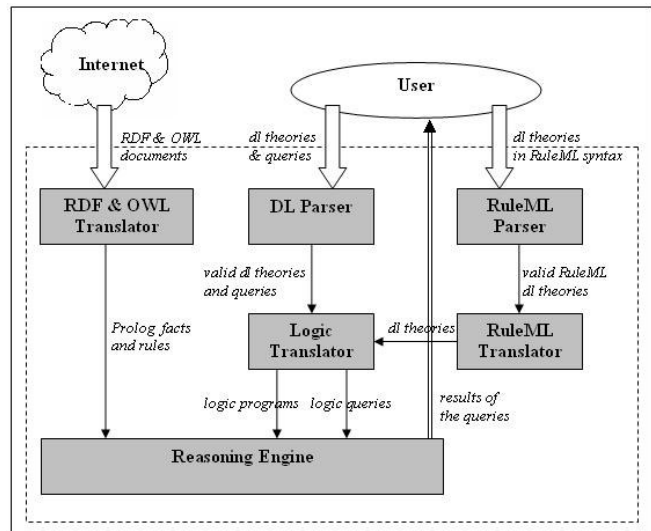 Internet
User
RDF & OWL
documents
dl theories
& queries
dl theories
in RuleML syntax
RDF & OWL
Translator
DL Parser
RuleML
Parser
valid dl theories
and queries
valid RuleML
dl theories
Prolog facts
and rules
Logic
Translator
dl theories
RuleML
Translator
logic programs
logic queries
results of
the queries
Reasoning Engine